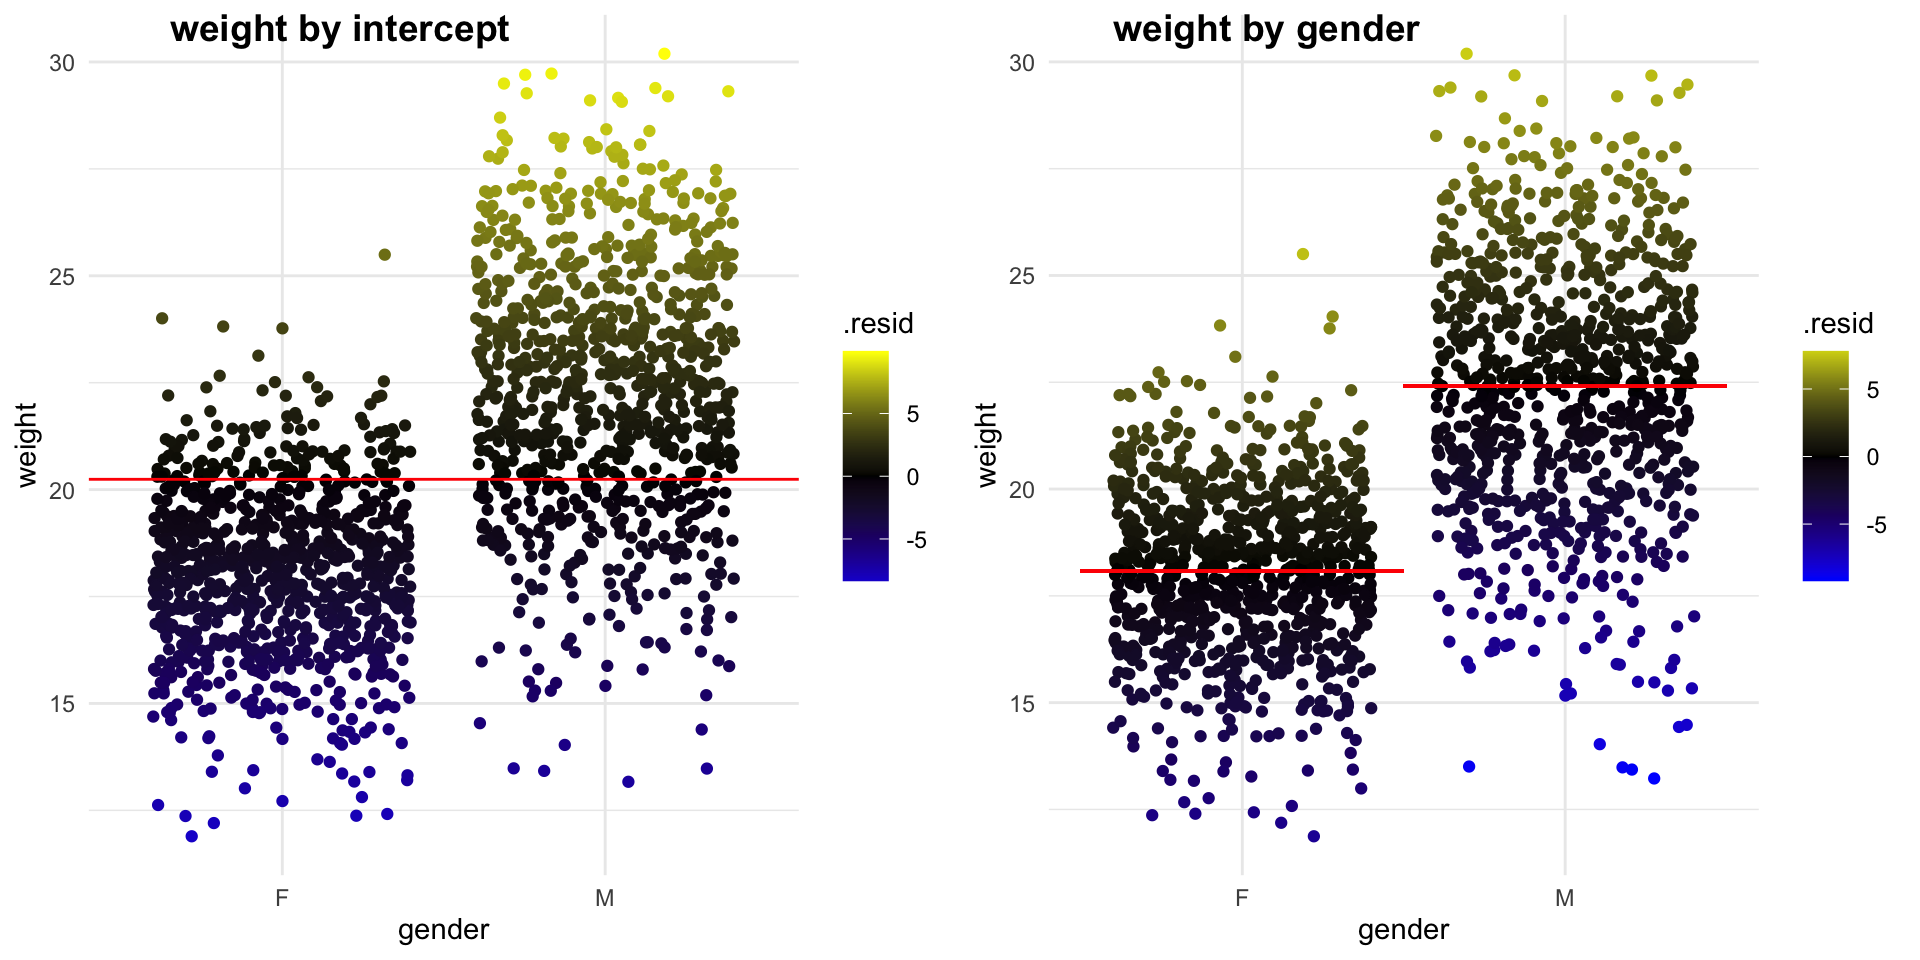 weight by intercept
30
25
20
15
weight
F
M
gender
.resid
5
0
-5
weight by gender
30
25
20
15
weight
F
M
gender
.resid
5
0
-5